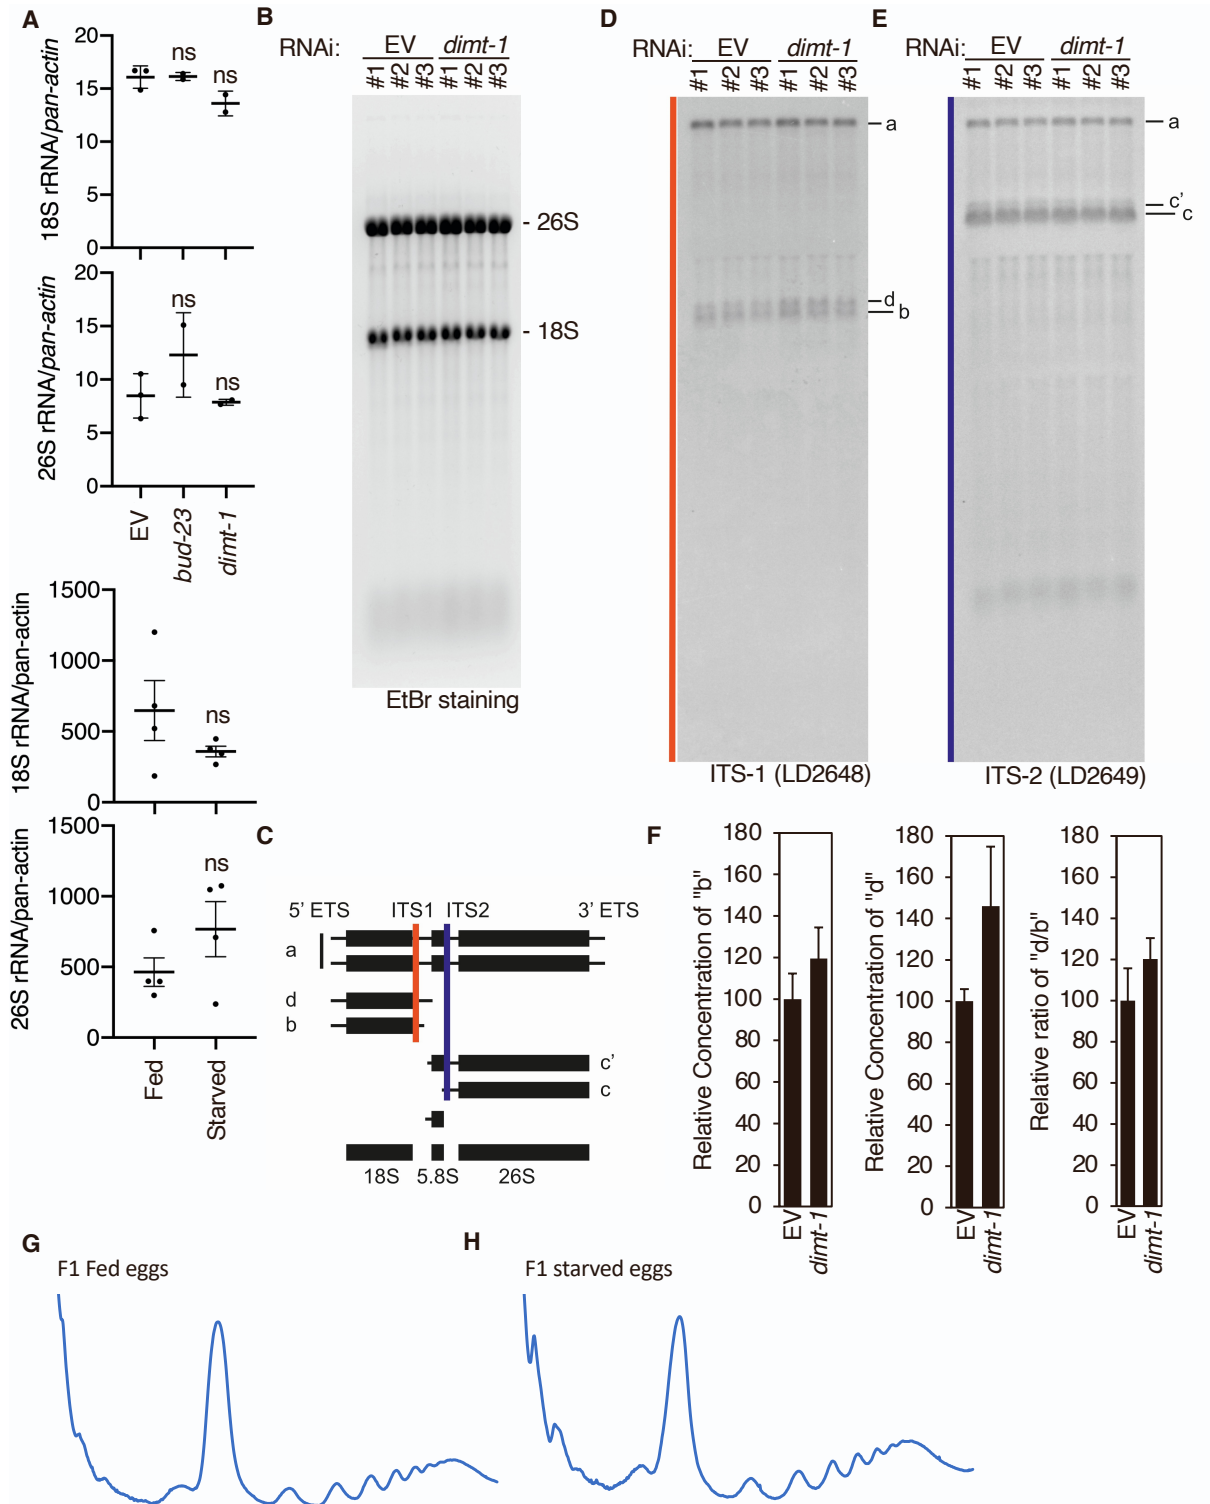 A
20
15
10
5
0
18S rRNA/pan-actin
ns
ns
20
15
10
5
0
26S rRNA/pan-actin
ns
ns
EV
bud-23
dimt-1
1500
1000
500
0
18S rRNA/pan-actin
ns
1500
1000
500
0
26S rRNA/pan-actin
ns
Fed
Starved
B
RNAi: EV dimt-1
#1 #2 #3 #1 #2 #3
- 26S
- 18S
EtBr staining
C
5’ ETS ITS1 ITS2 3’ ETS
a
d
b
c’
c
18S 5.8S 26S
D
RNAi: EV dimt-1
#1 #2 #3 #1 #2 #3
a
d
b
ITS-1 (LD2648)
E
RNAi: EV dimt-1
#1 #2 #3 #1 #2 #3
a
c’
c
ITS-2 (LD2649)
F
Relative Concentration of "b"
180
160
140
120
100
80
60
40
20
0
EV
dimt-1
Relative Concentration of "d"
180
160
140
120
100
80
60
40
20
0
EV
dimt-1
Relative ratio of "d/b"
180
160
140
120
100
80
60
40
20
0
EV
dimt-1
G
F1 Fed eggs
H
F1 starved eggs